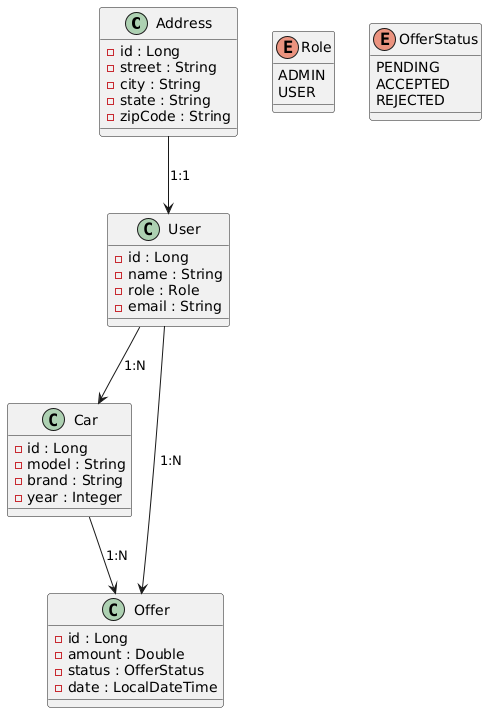 C Address
id : Long
street : String
city : String
state : String
zipCode : String
E Role
ADMIN
USER
E OfferStatus
PENDING
ACCEPTED
REJECTED
1:1
C User
id : Long
name : String
role : Role
email : String
1:N
C Car
id : Long
model : String
brand : String
year : Integer
1:N
1:N
C Offer
id : Long
amount : Double
status : OfferStatus
date : LocalDateTime